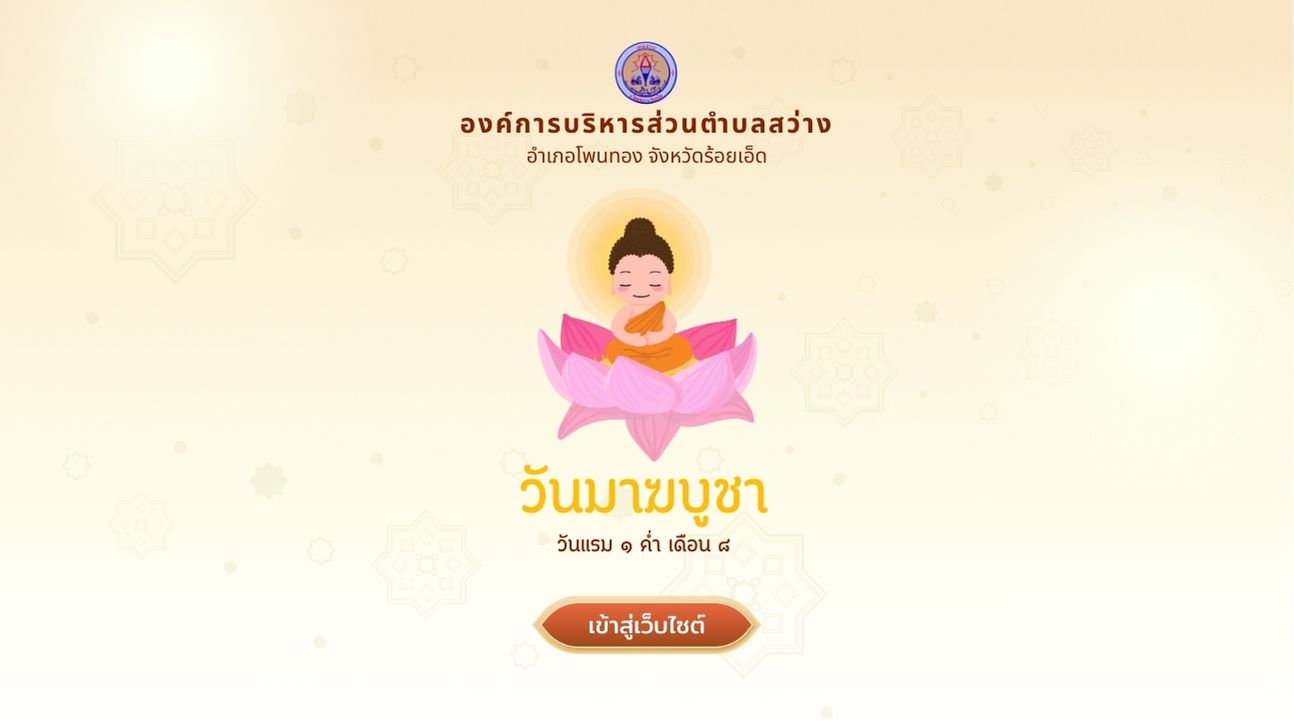 องค์การบริหารส่วนตำบลสว่าง
อำเภอโพนทอง จังหวัดร้อยเอ็ด
วันมาฆบูชา
วันแรม ๑ ค่ำ เดือน ๘
เข้าสู่เว็บไซต์